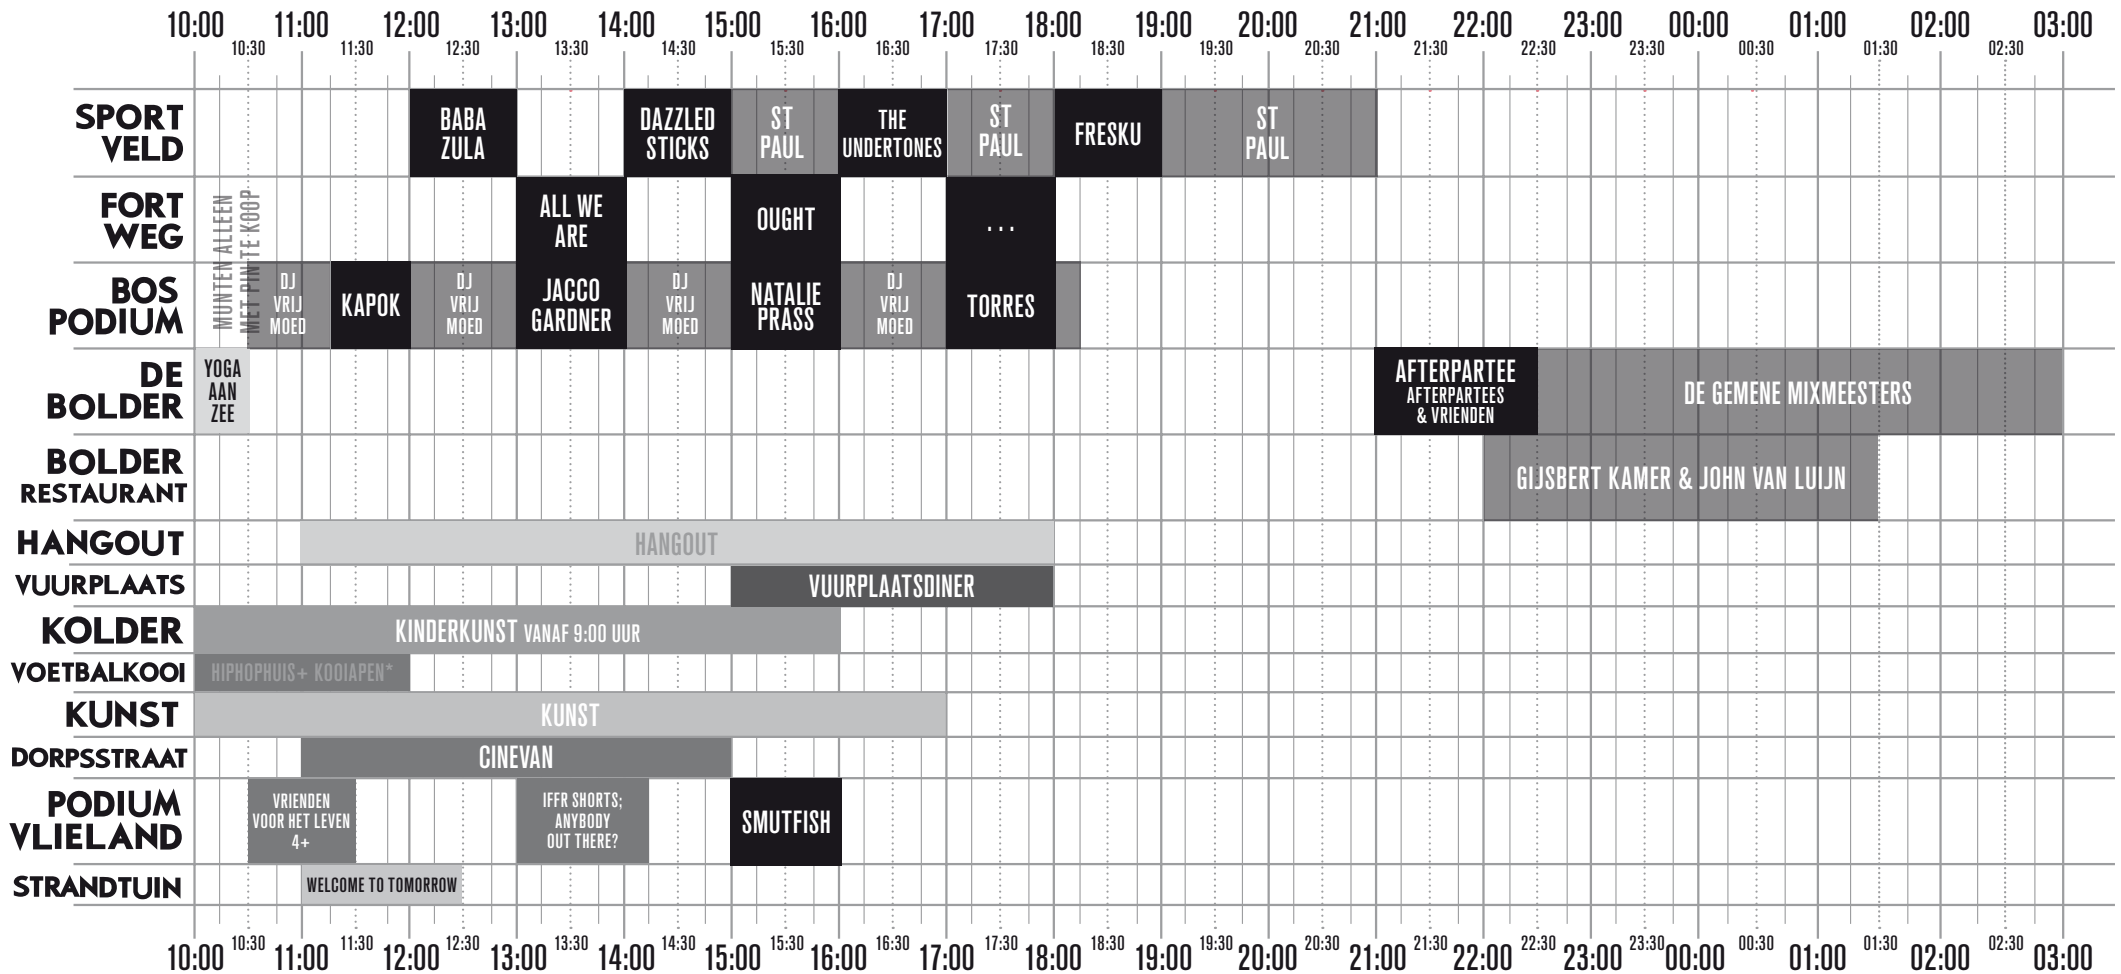 10:00 11:00 12:00 13:00 14:00 15:00 16:00 17:00 18:00 19:00 20:00 21:00 22:00 23:00 00:00 01:00 02:00 03:00
10:30 11:30 12:30 13:30 14:30 15:30 16:30 17:30 18:30 19:30 20:30 21:30 22:30 23:30 00:30 01:30 02:30
SPORT
VELD
BABA
ZULA
DAZZLED
STICKS
ST
PAUL
THE
UNDERTONES
ST
PAUL
FRESKU
ST
PAUL
FORT
WEG
MUNTEN ALLEEN
MET PIN TE KOOP
ALL WE
ARE
OUGHT
...
BOS
PODIUM
DJ
VRIJ
MOED
KAPOK
DJ
VRIJ
MOED
JACCO
GARDNER
DJ
VRIJ
MOED
NATALIE
PRASS
DJ
VRIJ
MOED
TORRES
DE
BOLDER
YOGA
AAN
ZEE
AFTERPARTEE
AFTERPARTEES
& VRIENDEN
DE GEMENE MIXMEESTERS
BOLDER
RESTAURANT
GIJSBERT KAMER & JOHN VAN LUIJN
HANGOUT
HANGOUT
VUURPLAATS
VUURPLAATSDINER
KOLDER
KINDERKUNST VANAF 9:00 UUR
VOETBALKOOI
HIPHOPHUIS+ KOOIAPEN*
KUNST
KUNST
DORPSSTRAAT
CINEVAN
PODIUM
VLIELAND
VRIENDEN
VOOR HET LEVEN
4+
IFFR SHORTS;
ANYBODY
OUT THERE?
SMUTFISH
STRANDTUIN
WELCOME TO TOMORROW
10:30 11:30 12:30 13:30 14:30 15:30 16:30 17:30 18:30 19:30 20:30 21:30 22:30 23:30 00:30 01:30 02:30
10:00 11:00 12:00 13:00 14:00 15:00 16:00 17:00 18:00 19:00 20:00 21:00 22:00 23:00 00:00 01:00 02:00 03:00